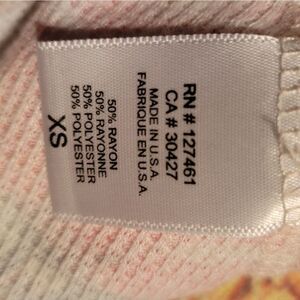 RN # 127461
CA # 30427
MADE IN U.S.A.
FABRIQUE EN U.S.A.
50% RAYON
50% POLYESTER
50% RAYONNE
50% POLYESTER
XS